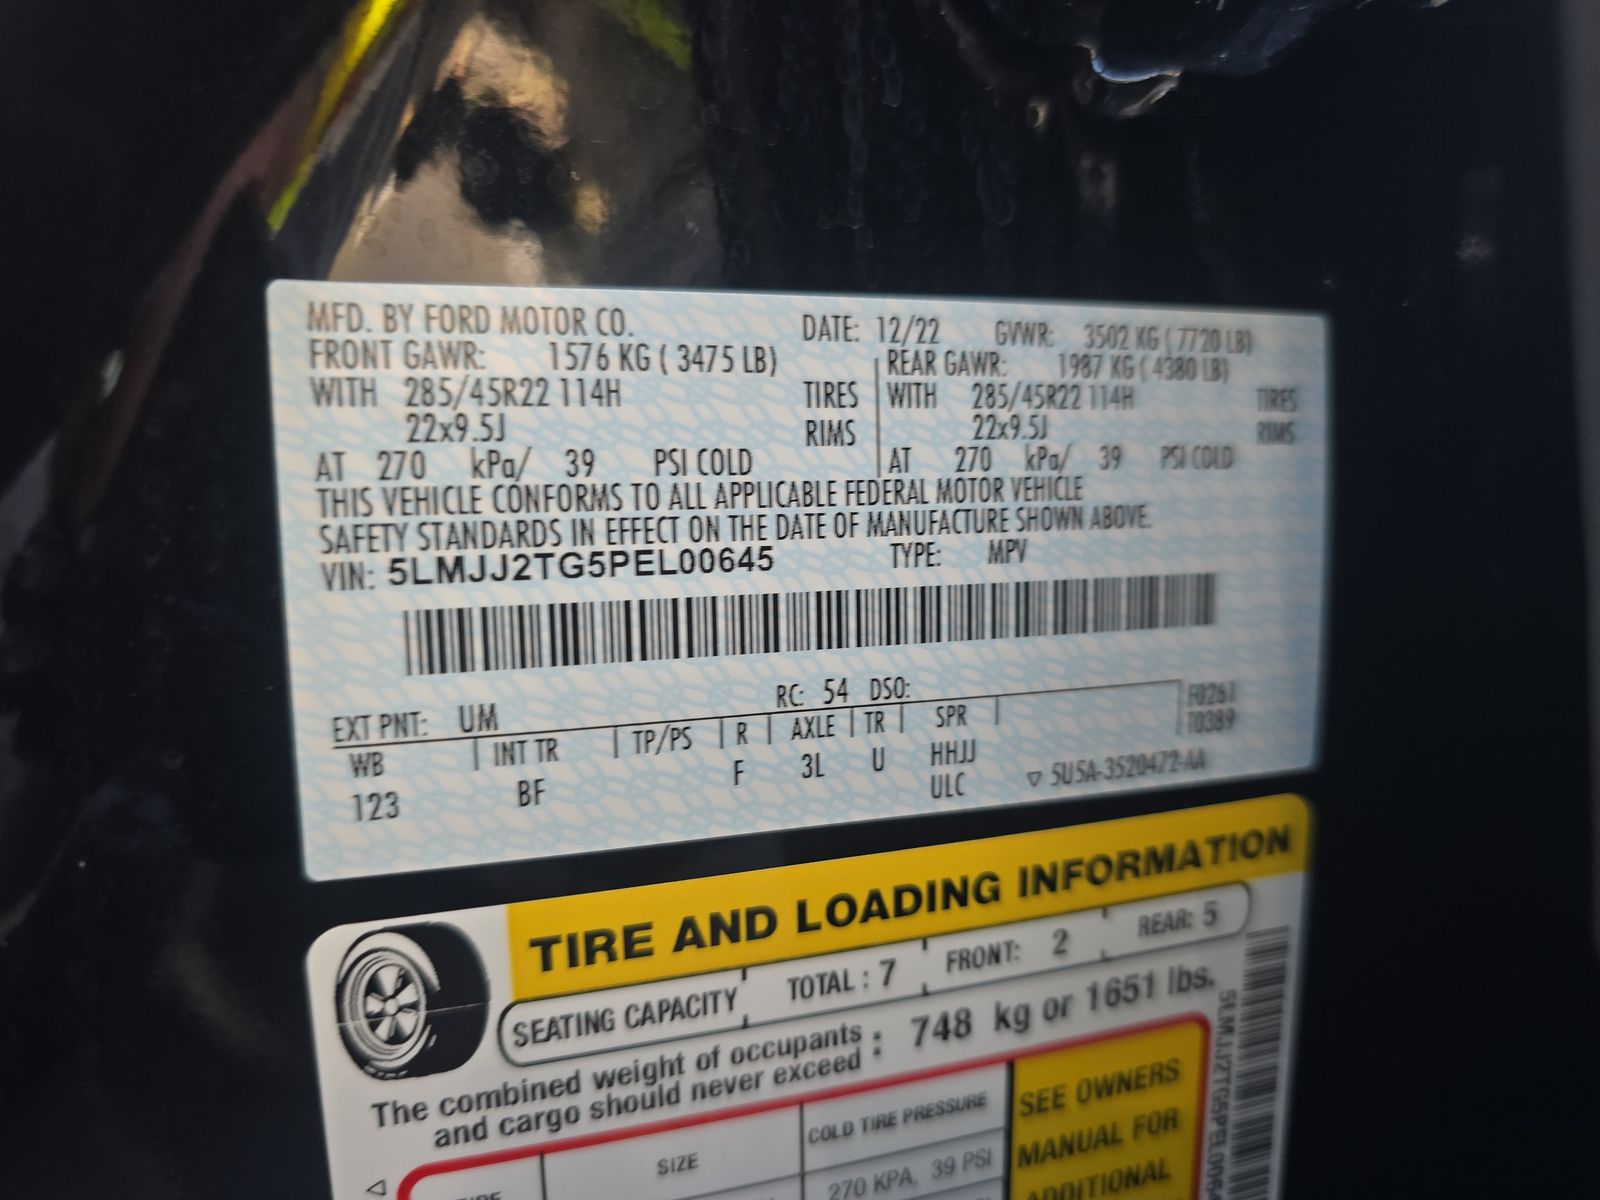 MFD. BY FORD MOTOR CO. DATE: 12/22 GVWR: 3502 KG ( 7720 LB)
FRONT GAWR: 1576 KG ( 3475 LB) REAR GAWR: 1987 KG ( 4380 LB)
WITH 285/45R22 114H TIRES WITH 285/45R22 114H TIRES
22x9.5J RIMS 22x9.5J RIMS
AT 270 kPa/ 39 PSI COLD AT 270 kPa/ 39 PSI COLD
THIS VEHICLE CONFORMS TO ALL APPLICABLE FEDERAL MOTOR VEHICLE
SAFETY STANDARDS IN EFFECT ON THE DATE OF MANUFACTURE SHOWN ABOVE.
VIN: 5LMJJ2TG5PEL00645 TYPE: MPV
EXT PNT: UM RC: 54 DSO: F0261
T0389
WB INT TR TP/PS R AXLE TR SPR
123 BF F 3L U HHJJ
ULC ▽ 5U5A-3520472-AA
TIRE AND LOADING INFORMATION
SEATING CAPACITY TOTAL : 7 FRONT: 2 REAR: 5
The combined weight of occupants
and cargo should never exceed : 748 kg or 1651 lbs.
SIZE COLD TIRE PRESSURE
270 KPA, 39 PSI
SEE OWNERS
MANUAL FOR
ADDITIONAL